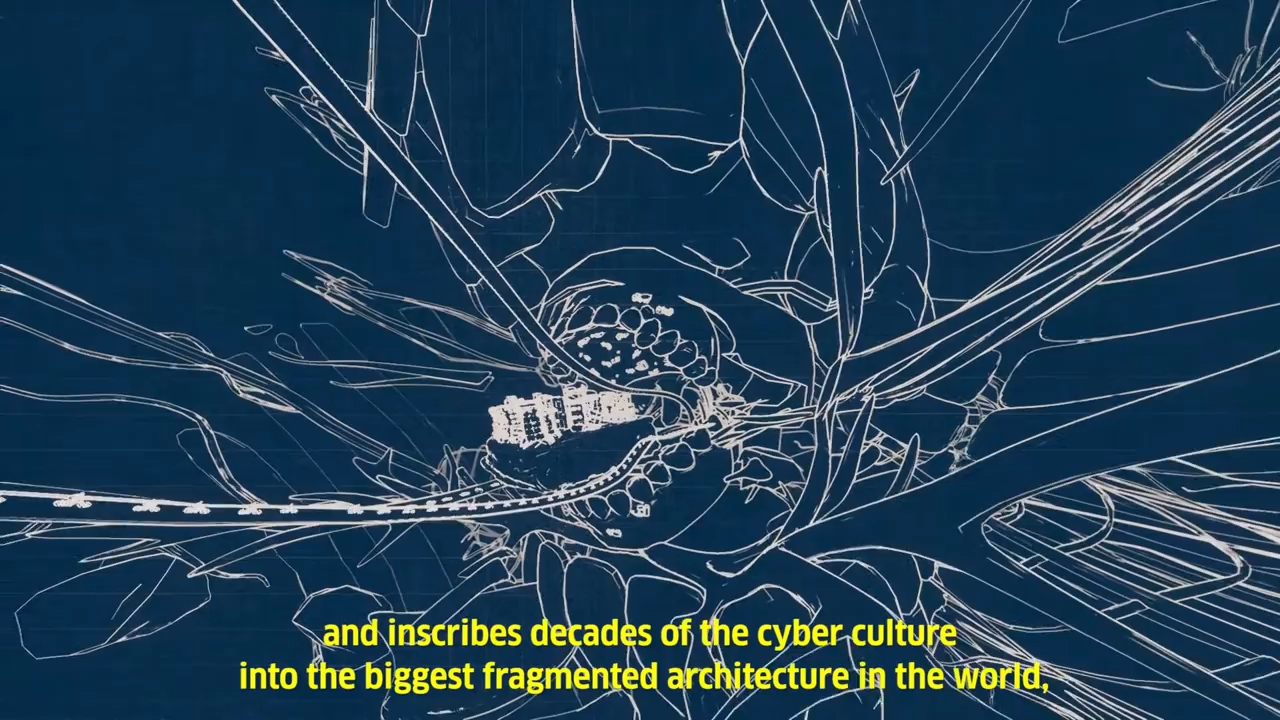 and inscribes decades of the cyber culture
into the biggest fragmented architecture in the world,